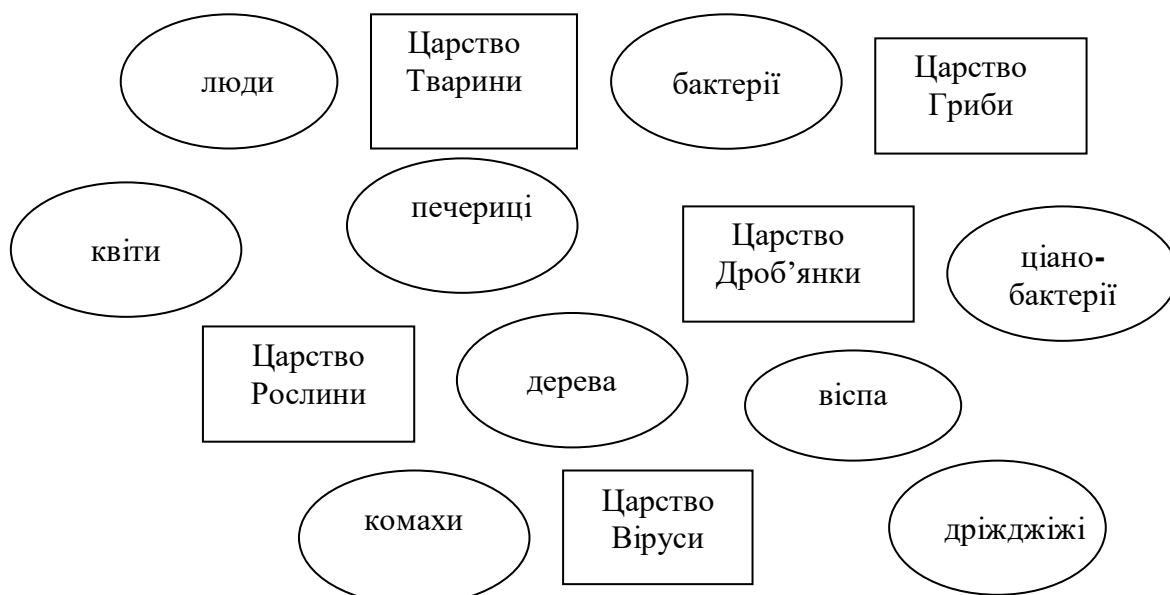 люди
Царство
Тварини
бактерії
Царство
Гриби
квіти
печериці
Царство
Дроб’янки
ціано-
бактерії
Царство
Рослини
дерева
віспа
комахи
Царство
Віруси
дріжджіжі